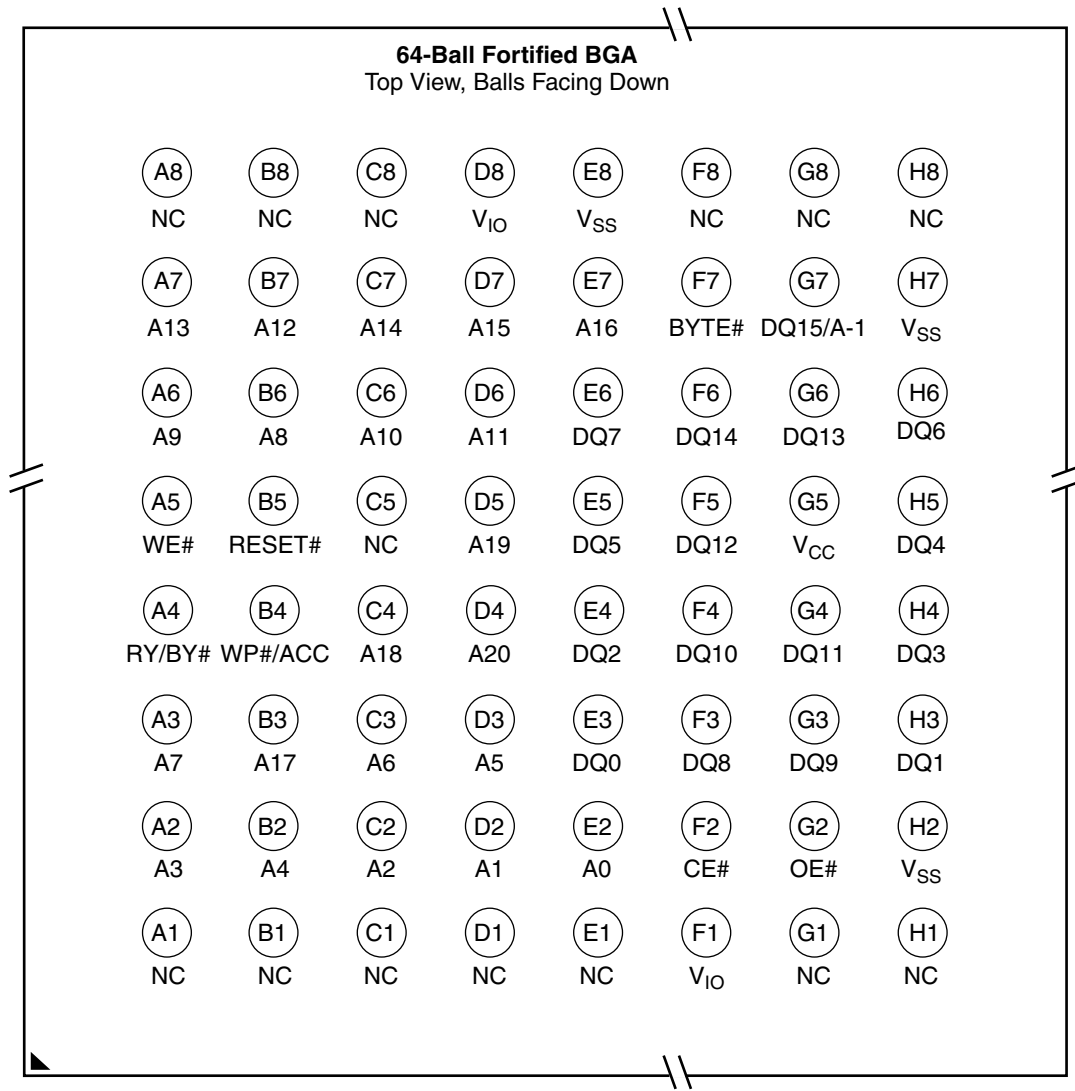 64-Ball Fortified BGA
Top View, Balls Facing Down
A8 B8 C8 D8 E8 F8 G8 H8
NC NC NC VIO VSS NC NC NC
A7 B7 C7 D7 E7 F7 G7 H7
A13 A12 A14 A15 A16 BYTE# DQ15/A-1 VSS
A6 B6 C6 D6 E6 F6 G6 H6
A9 A8 A10 A11 DQ7 DQ14 DQ13 DQ6
A5 B5 C5 D5 E5 F5 G5 H5
WE# RESET# NC A19 DQ5 DQ12 VCC DQ4
A4 B4 C4 D4 E4 F4 G4 H4
RY/BY# WP#/ACC A18 A20 DQ2 DQ10 DQ11 DQ3
A3 B3 C3 D3 E3 F3 G3 H3
A7 A17 A6 A5 DQ0 DQ8 DQ9 DQ1
A2 B2 C2 D2 E2 F2 G2 H2
A3 A4 A2 A1 A0 CE# OE# VSS
A1 B1 C1 D1 E1 F1 G1 H1
NC NC NC NC NC VIO NC NC